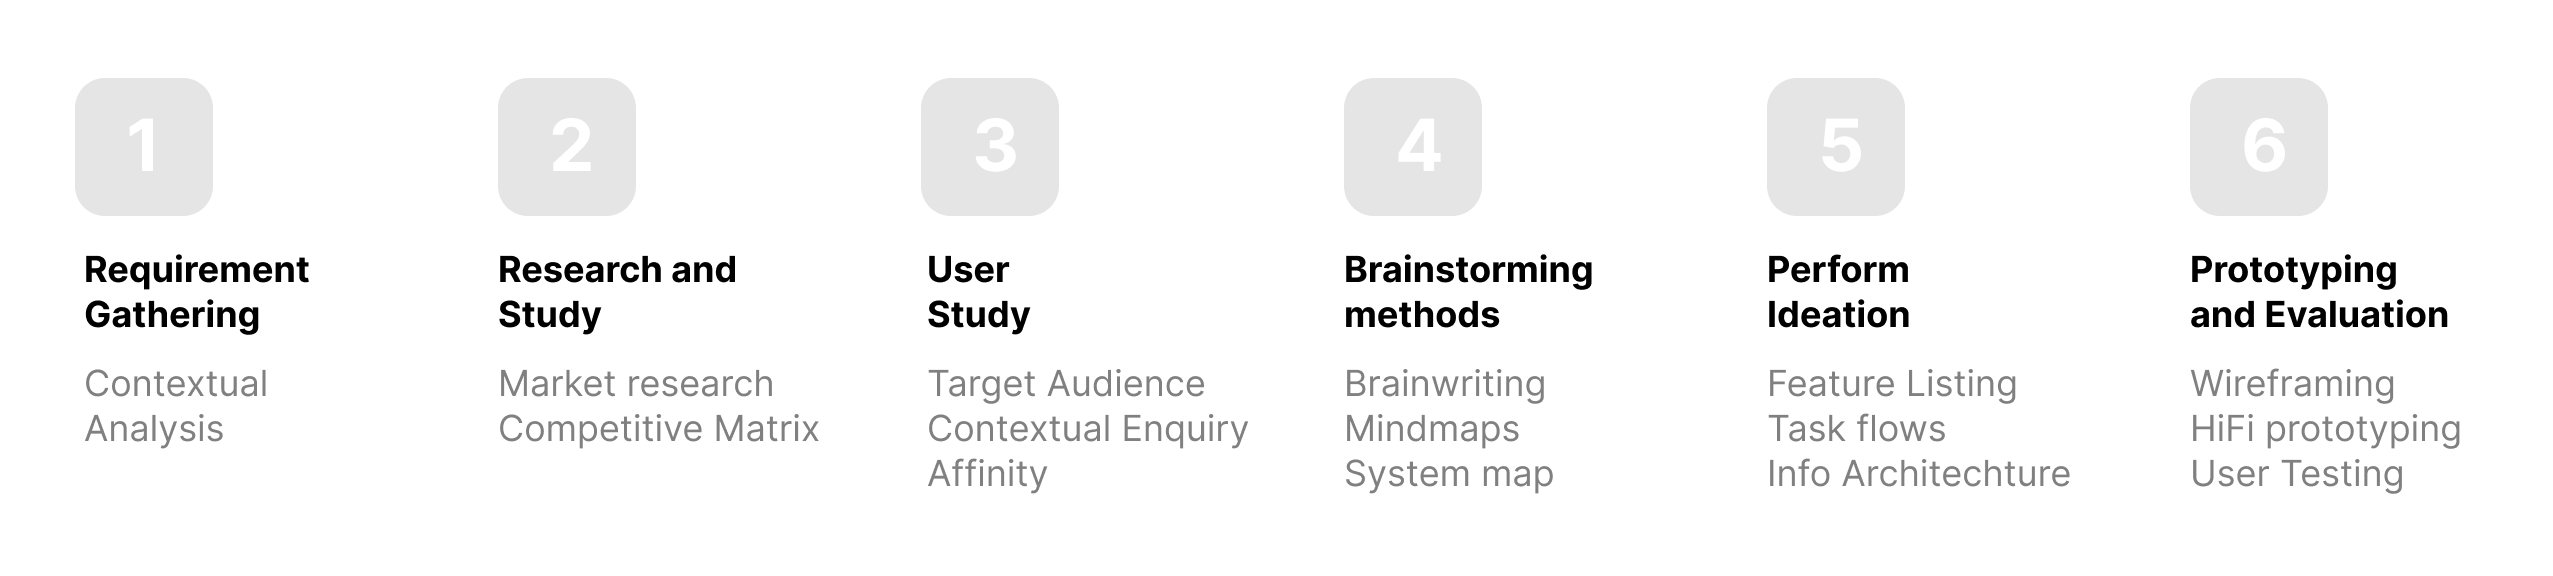 1
Requirement
Gathering
Contextual
Analysis
2
Research and
Study
Market research
Competitive Matrix
3
User
Study
Target Audience
Contextual Enquiry
Affinity
4
Brainstorming
methods
Brainwriting
Mindmaps
System map
5
Perform
Ideation
Feature Listing
Task flows
Info Architechture
6
Prototyping
and Evaluation
Wireframing
HiFi prototyping
User Testing